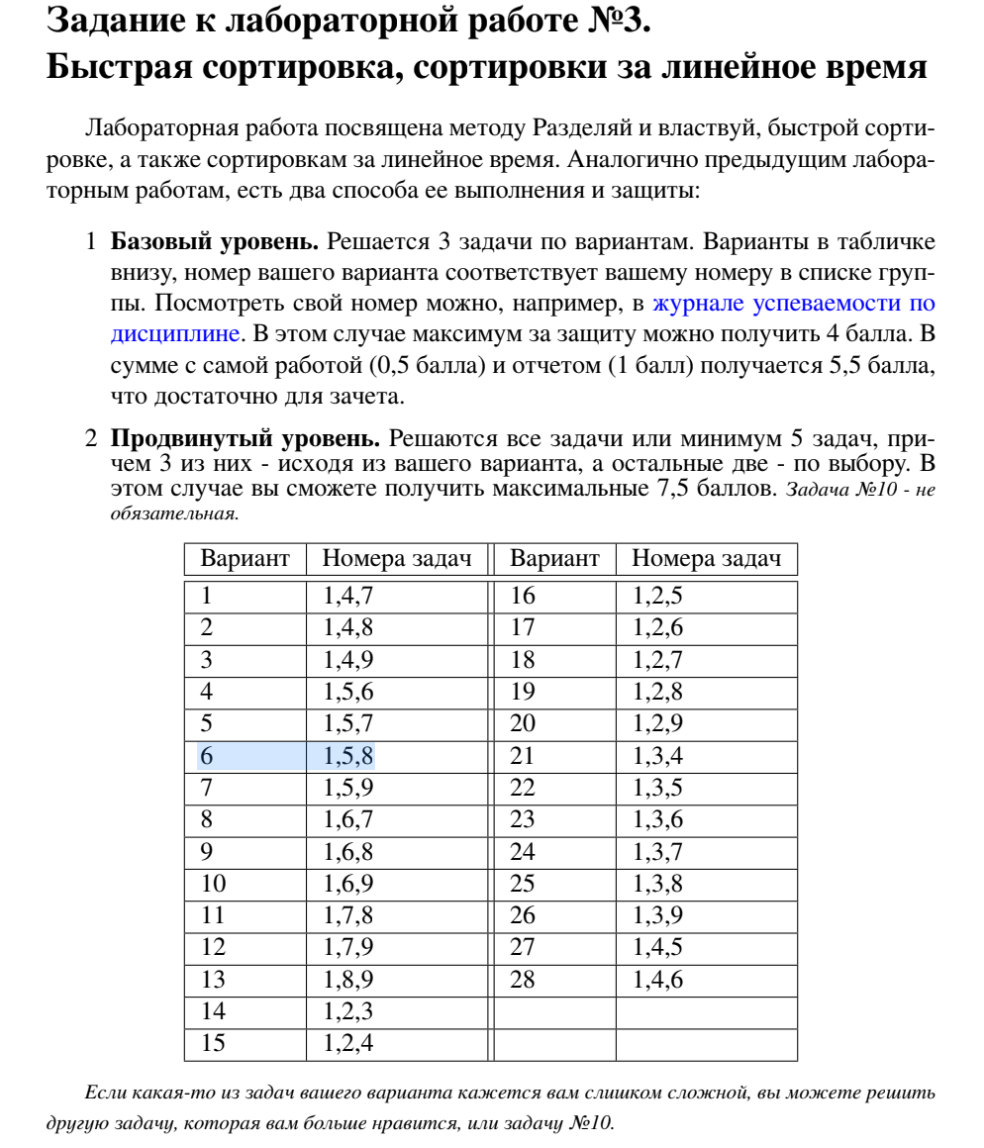 Задание к лабораторной работе №3.
Быстрая сортировка, сортировки за линейное время
Лабораторная работа посвящена методу Разделяй и властвуй, быстрой сорти-
ровке, а также сортировкам за линейное время. Аналогично предыдущим лабора-
торным работам, есть два способа ее выполнения и защиты:
1 Базовый уровень. Решается 3 задачи по вариантам. Варианты в табличке
внизу, номер вашего варианта соответствует вашему номеру в списке груп-
пы. Посмотреть свой номер можно, например, в журнале успеваемости по
дисциплине. В этом случае максимум за защиту можно получить 4 балла. В
сумме с самой работой (0,5 балла) и отчетом (1 балл) получается 5,5 балла,
что достаточно для зачета.
2 Продвинутый уровень. Решаются все задачи или минимум 5 задач, при-
чем 3 из них - исходя из вашего варианта, а остальные две - по выбору. В
этом случае вы сможете получить максимальные 7,5 баллов. Задача №10 - не
обязательная.
Вариант Номера задач Вариант Номера задач
1 1,4,7 16 1,2,5
2 1,4,8 17 1,2,6
3 1,4,9 18 1,2,7
4 1,5,6 19 1,2,8
5 1,5,7 20 1,2,9
6 1,5,8 21 1,3,4
7 1,5,9 22 1,3,5
8 1,6,7 23 1,3,6
9 1,6,8 24 1,3,7
10 1,6,9 25 1,3,8
11 1,7,8 26 1,3,9
12 1,7,9 27 1,4,5
13 1,8,9 28 1,4,6
14 1,2,3
15 1,2,4
Если какая-то из задач вашего варианта кажется вам слишком сложной, вы можете решить
другую задачу, которая вам больше нравится, или задачу №10.